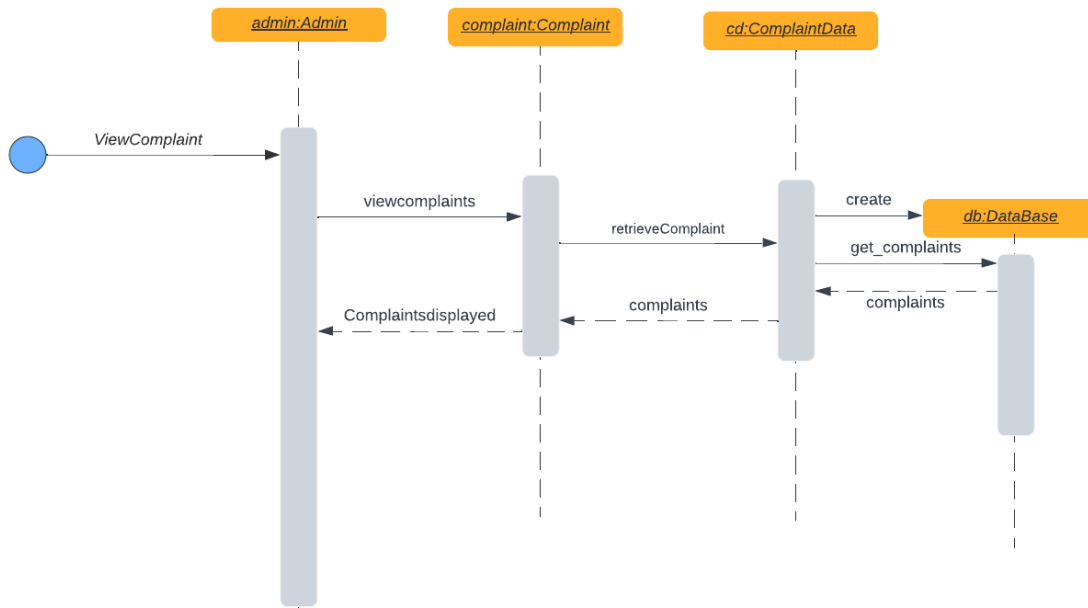 admin:Admin
complaint:Complaint
cd:ComplaintData
ViewComplaint
viewcomplaints
create
db:DataBase
retrieveComplaint
get_complaints
complaints
complaints
Complaintsdisplayed